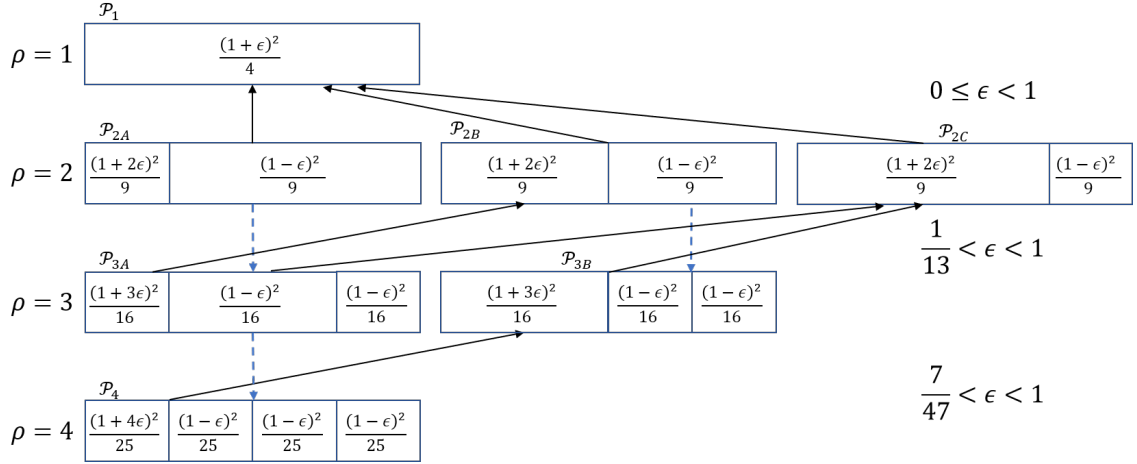 𝒫₁
ρ = 1
(1 + ϵ)²
4
0 ≤ ϵ < 1
𝒫₂A 𝒫₂B 𝒫₂C
ρ = 2
(1 + 2ϵ)² (1 − ϵ)² (1 + 2ϵ)² (1 − ϵ)² (1 + 2ϵ)² (1 − ϵ)²
9 9 9 9 9 9
1
13 < ϵ < 1
𝒫₃A 𝒫₃B
ρ = 3
(1 + 3ϵ)² (1 − ϵ)² (1 − ϵ)² (1 + 3ϵ)² (1 − ϵ)² (1 − ϵ)²
16 16 16 16 16 16
7
47 < ϵ < 1
𝒫₄
ρ = 4
(1 + 4ϵ)² (1 − ϵ)² (1 − ϵ)² (1 − ϵ)²
25 25 25 25